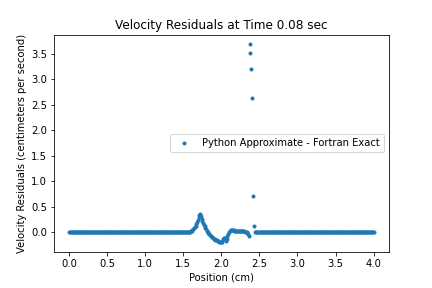 Velocity Residuals at Time 0.08 sec
Velocity Residuals (centimeters per second)
3.5
3.0
2.5
2.0
1.5
1.0
0.5
0.0
Python Approximate - Fortran Exact
0.0 0.5 1.0 1.5 2.0 2.5 3.0 3.5 4.0
Position (cm)